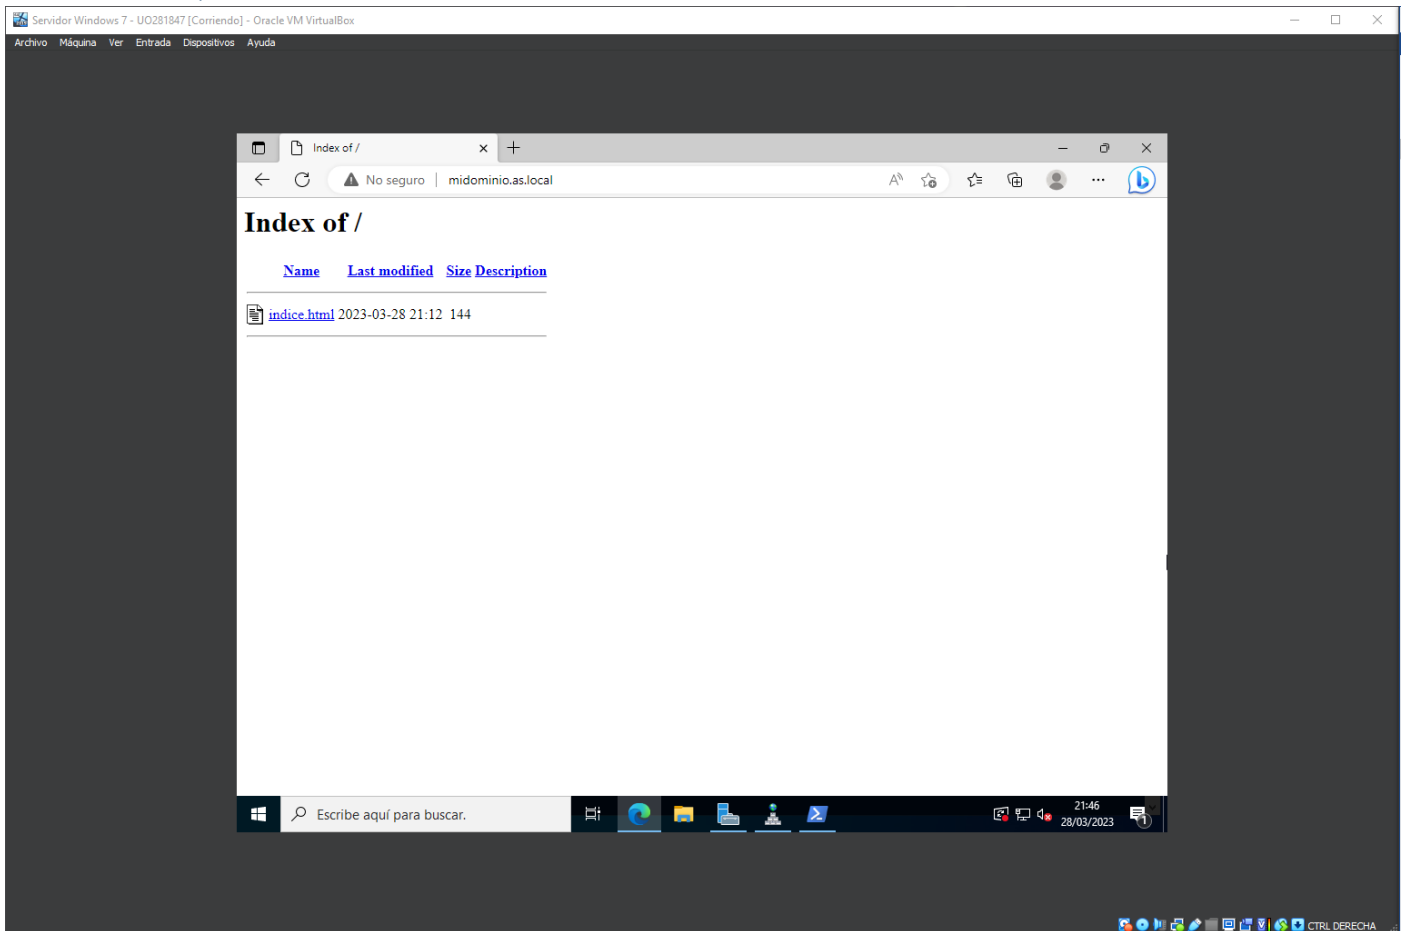 Servidor Windows 7 - UO281847 [Corriendo] - Oracle VM VirtualBox
Archivo Máquina Ver Entrada Dispositivos Ayuda
Index of /
No seguro midominio.as.local
Index of /
Name Last modified Size Description
indice.html 2023-03-28 21:12 144
Escribe aquí para buscar.
21:46
28/03/2023
1
CTRL DERECHA